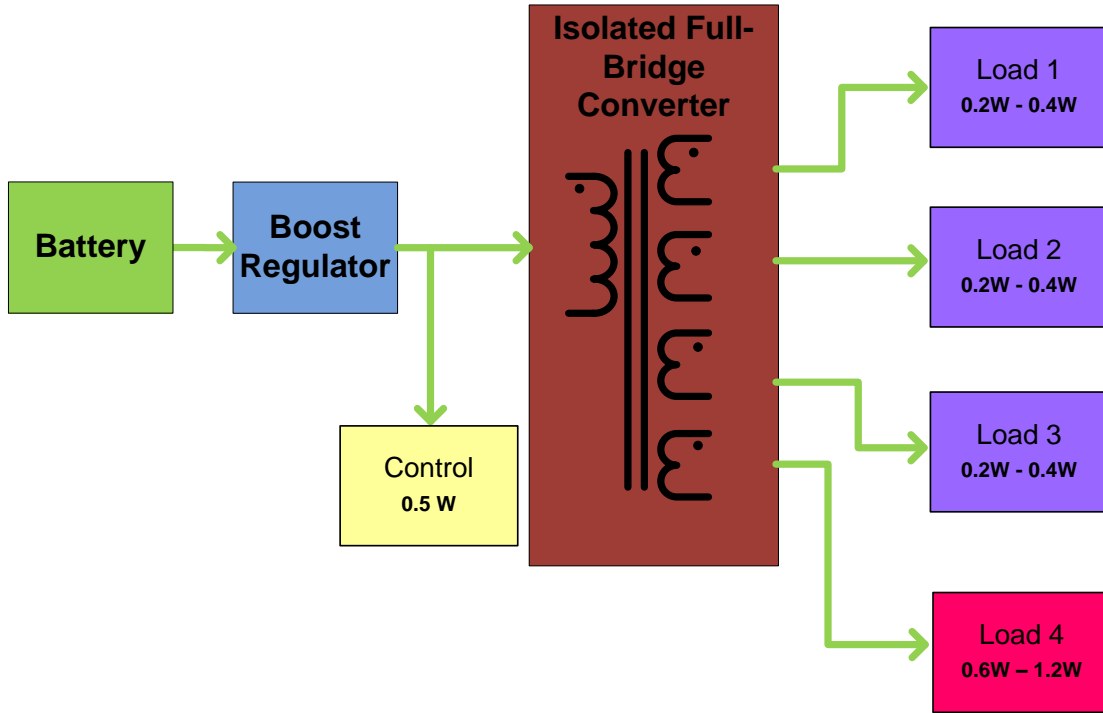 Battery
Boost
Regulator
Control
0.5 W
Isolated Full-
Bridge
Converter
Load 1
0.2W - 0.4W
Load 2
0.2W - 0.4W
Load 3
0.2W - 0.4W
Load 4
0.6W – 1.2W